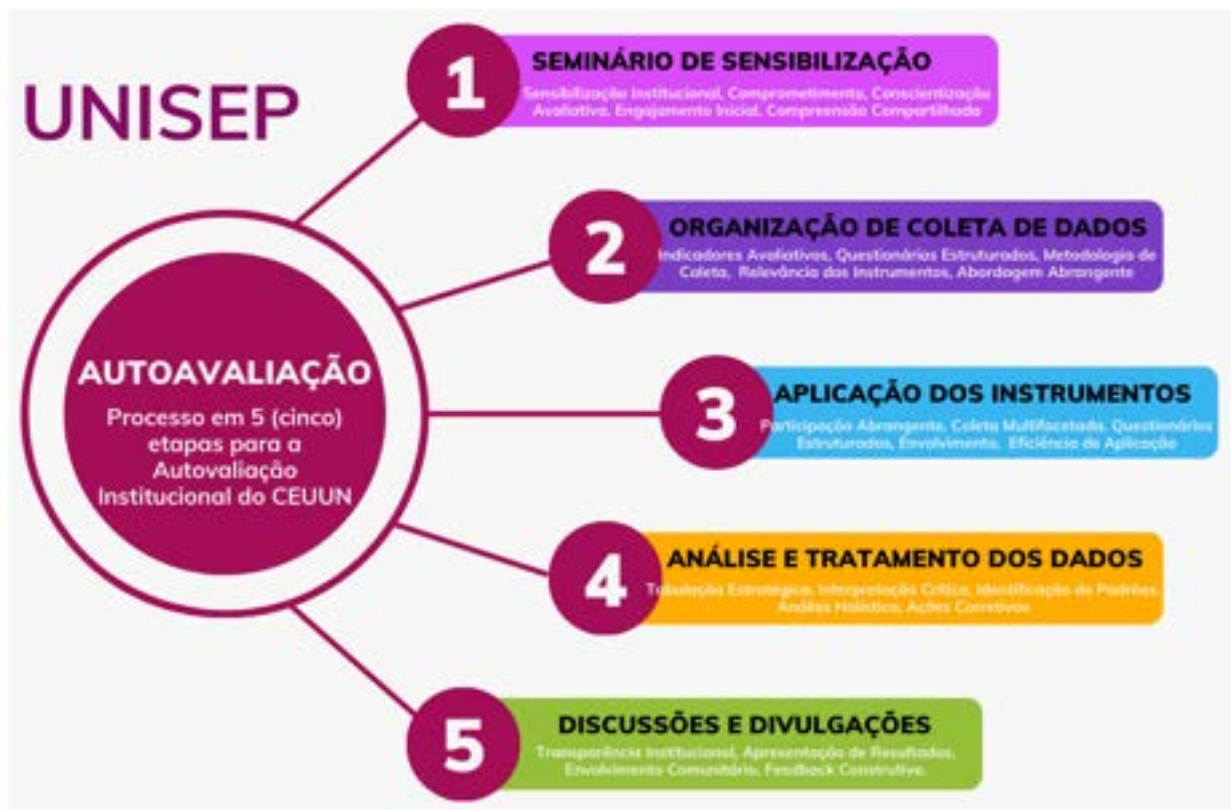 UNISEP
AUTOAVALIAÇÃO
Processo em 5 (cinco)
etapas para a
Autovaliação
Institucional do CEUUN
1
SEMINÁRIO DE SENSIBILIZAÇÃO
Sensibilização Institucional, Comprometimento, Conscientização
Avaliativa, Engajamento Inicial, Compreensão Compartilhada
2
ORGANIZAÇÃO DE COLETA DE DADOS
Indicadores Avaliativos, Questionários Estruturados, Metodologia de
Coleta, Relevância dos Instrumentos, Abordagem Abrangente
3
APLICAÇÃO DOS INSTRUMENTOS
Participação Abrangente, Coleta Multifacetada, Questionários
Estruturados, Envolvimento, Eficiência de Aplicação
4
ANÁLISE E TRATAMENTO DOS DADOS
Tabulação Estratégica, Interpretação Crítica, Identificação de Padrões,
Análise Holística, Ações Corretivas
5
DISCUSSÕES E DIVULGAÇÕES
Transparência Institucional, Apresentação de Resultados,
Envolvimento Comunitário, Feedback Construtivo.